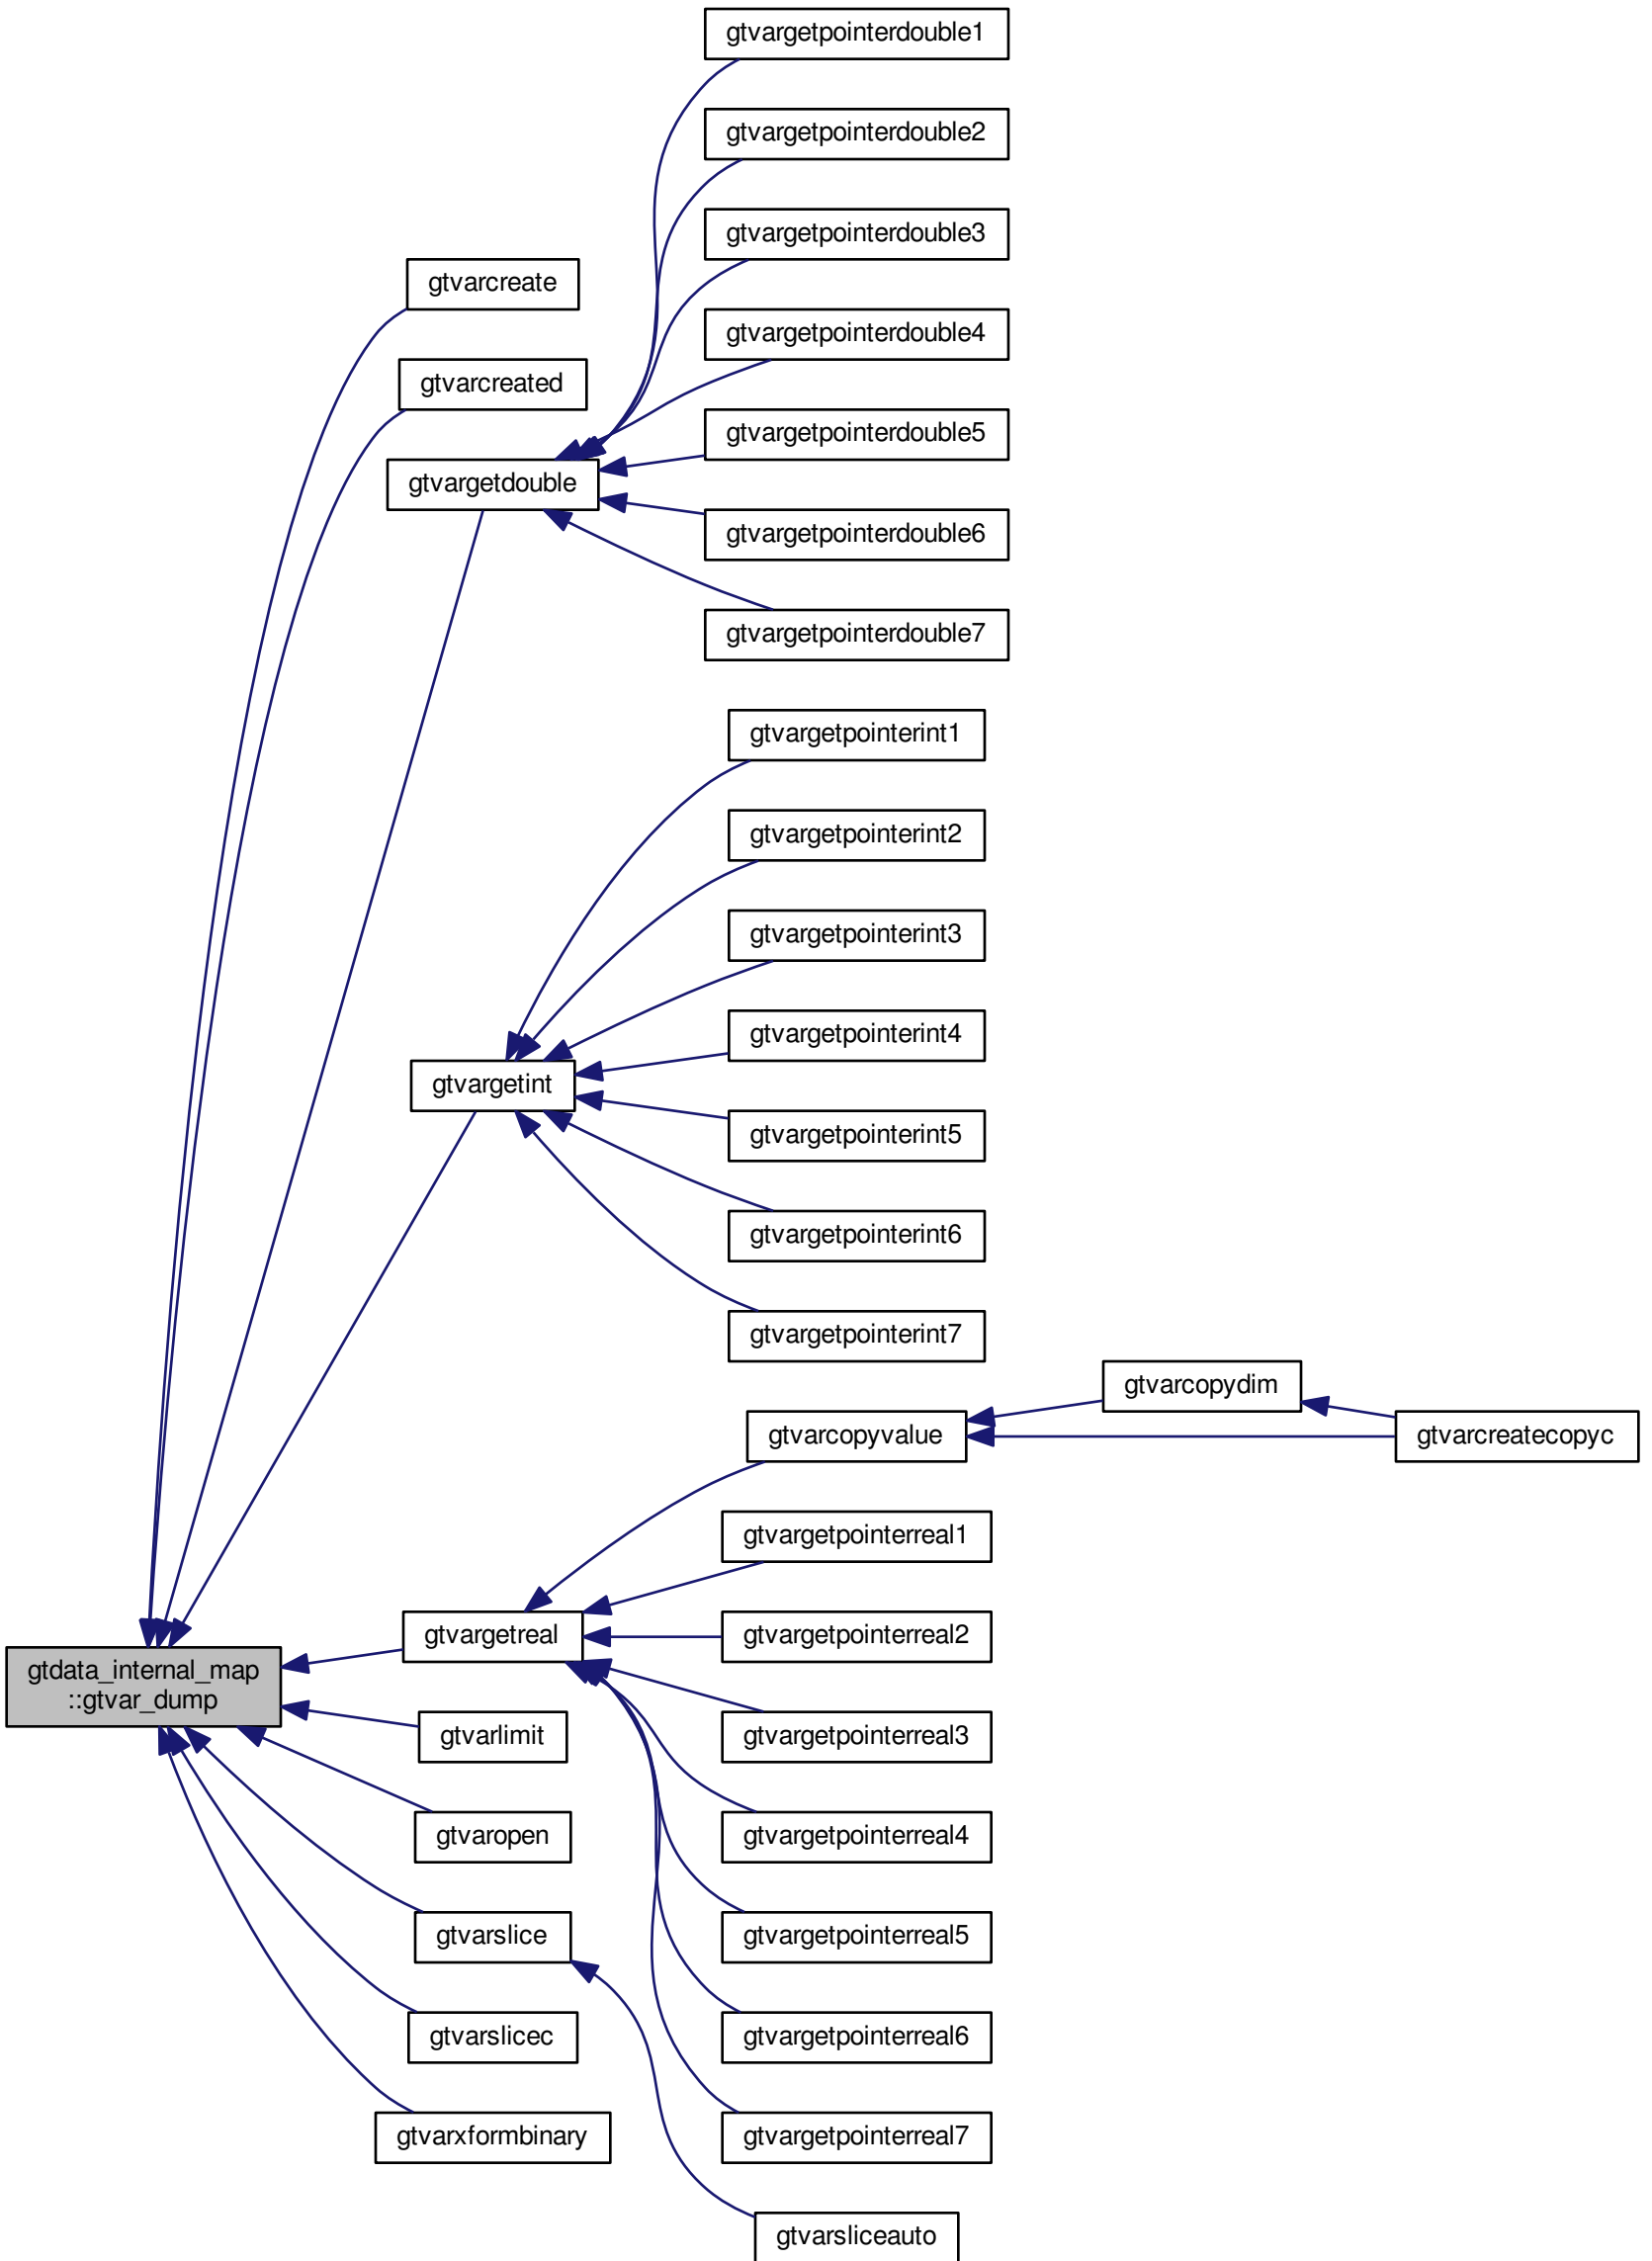 gtvargetpointerdouble1
gtvargetpointerdouble2
gtvargetpointerdouble3
gtvarcreate
gtvargetpointerdouble4
gtvarcreated
gtvargetpointerdouble5
gtvargetdouble
gtvargetpointerdouble6
gtvargetpointerdouble7
gtvargetpointerint1
gtvargetpointerint2
gtvargetpointerint3
gtvargetpointerint4
gtvargetint
gtvargetpointerint5
gtvargetpointerint6
gtvargetpointerint7
gtvarcopydim
gtvarcopyvalue
gtvarcreatecopyc
gtvargetpointerreal1
gtvargetreal
gtvargetpointerreal2
gtdata_internal_map
::gtvar_dump
gtvarlimit
gtvargetpointerreal3
gtvaropen
gtvargetpointerreal4
gtvarslice
gtvargetpointerreal5
gtvarslicec
gtvargetpointerreal6
gtvarxformbinary
gtvargetpointerreal7
gtvarsliceauto